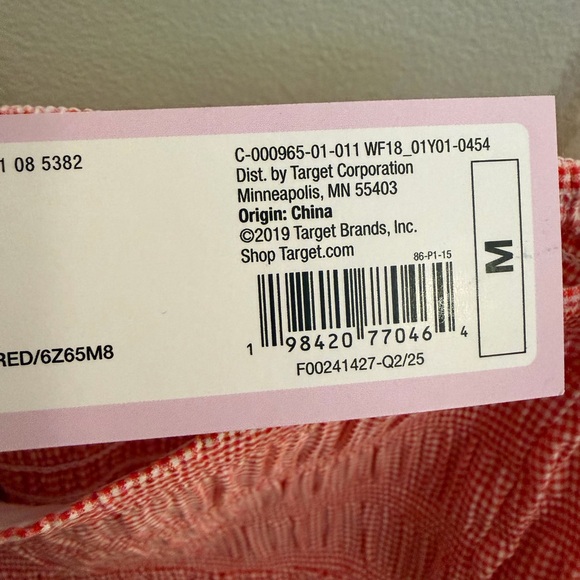 1 08 5382
C-000965-01-011 WF18_01Y01-0454
Dist. by Target Corporation
Minneapolis, MN 55403
Origin: China
©2019 Target Brands, Inc.
Shop Target.com
86-P1-15
M
1 98420 77046 4
RED/6Z65M8
F00241427-Q2/25